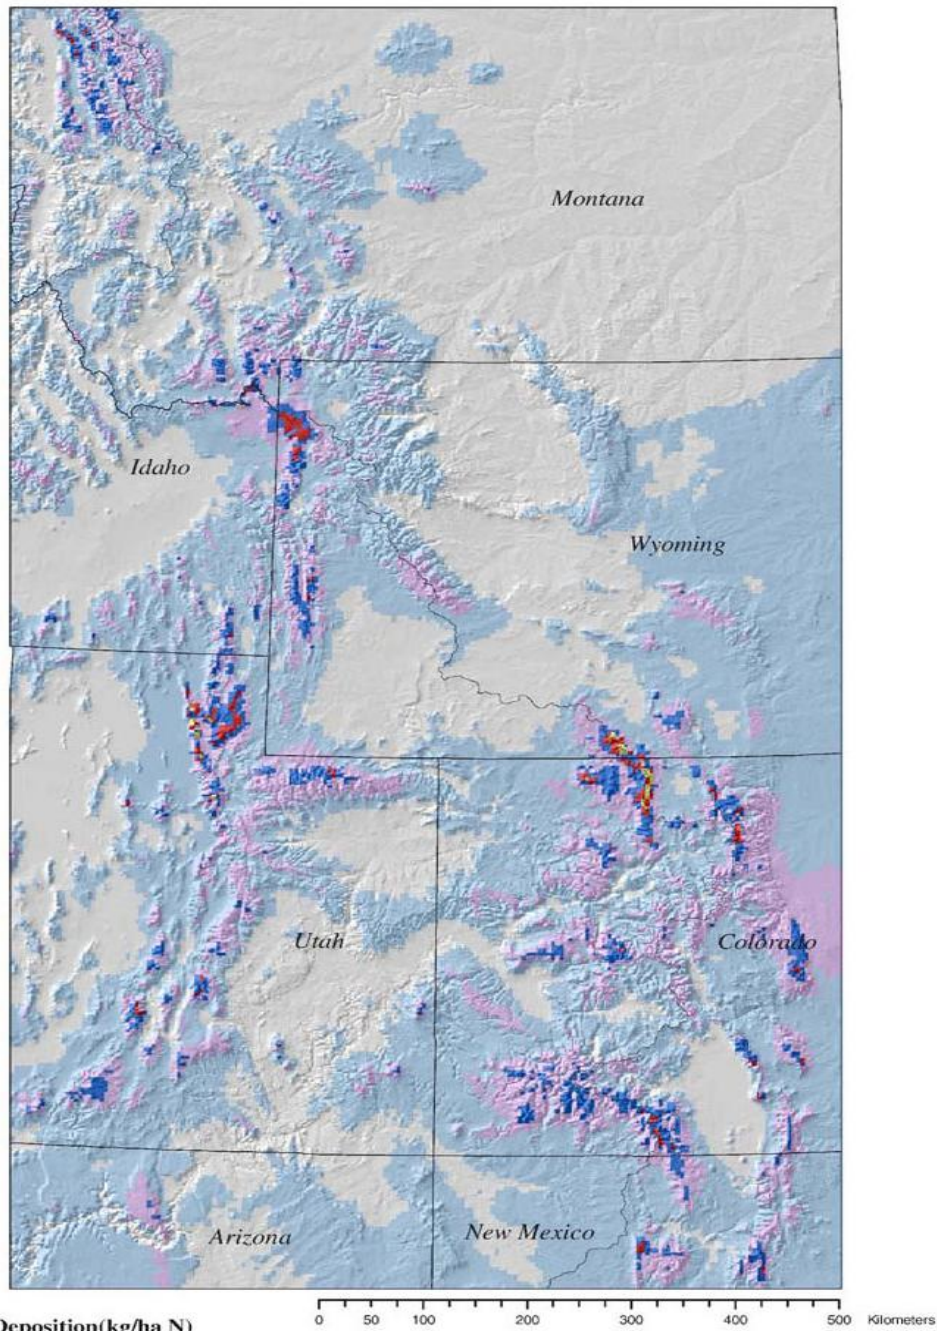 Montana
Idaho
Wyoming
Utah
Colorado
Arizona
New Mexico
Deposition(kg/ha N)
0 50 100 200 300 400 500 Kilometers